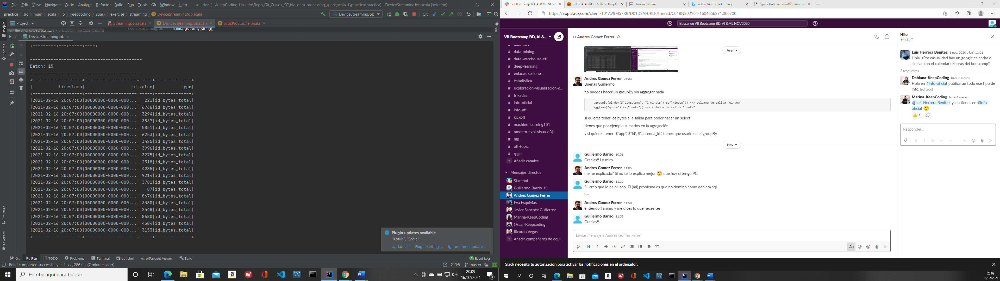 File Edit View Navigate Code Analyze Refactor Build Run Tools Git Window Help solution [...\KeepCoding-Usuario\Repo_Git_Cursos_KC\big-data-processing_spark_scala-1\practica\practica] - DeviceStreamingJob.scala [solution]
practica src main scala io keepcoding spark exercise streaming DeviceStreamingJob.scala DeviceStreamingJob Git:
Project StreamingJob.scala DeviceStreamingJob.scala JdbcProvisioner.scala
DeviceStreamingJob main(args: Array[String])
Run: DeviceStreamingJob
Project
Commit
Structure
Favorites
sbt
+---------+---+-----+----+
-------------------------------------------
Batch: 15
-------------------------------------------
+-------------------+--------------------+-----+--------------+
| timestamp| id|value| type|
+-------------------+--------------------+-----+--------------+
|2021-02-16 20:07:00|00000000-0000-000...| 221|id_bytes_total|
|2021-02-16 20:07:00|00000000-0000-000...| 6766|id_bytes_total|
|2021-02-16 20:07:00|00000000-0000-000...| 3294|id_bytes_total|
|2021-02-16 20:07:00|00000000-0000-000...| 3837|id_bytes_total|
|2021-02-16 20:07:00|00000000-0000-000...| 5851|id_bytes_total|
|2021-02-16 20:07:00|00000000-0000-000...| 6253|id_bytes_total|
|2021-02-16 20:07:00|00000000-0000-000...| 3425|id_bytes_total|
|2021-02-16 20:07:00|00000000-0000-000...| 3996|id_bytes_total|
|2021-02-16 20:07:00|00000000-0000-000...| 3275|id_bytes_total|
|2021-02-16 20:07:00|00000000-0000-000...| 2318|id_bytes_total|
|2021-02-16 20:07:00|00000000-0000-000...| 4285|id_bytes_total|
|2021-02-16 20:07:00|00000000-0000-000...| 9214|id_bytes_total|
|2021-02-16 20:07:00|00000000-0000-000...| 3781|id_bytes_total|
|2021-02-16 20:07:00|00000000-0000-000...| 87|id_bytes_total|
|2021-02-16 20:07:00|00000000-0000-000...| 8676|id_bytes_total|
|2021-02-16 20:07:00|00000000-0000-000...| 3380|id_bytes_total|
|2021-02-16 20:07:00|00000000-0000-000...| 2448|id_bytes_total|
|2021-02-16 20:07:00|00000000-0000-000...| 8680|id_bytes_total|
|2021-02-16 20:07:00|00000000-0000-000...| 4504|id_bytes_total|
|2021-02-16 20:07:00|00000000-0000-000...| 3153|id_bytes_total|
+-------------------+--------------------+-----+--------------+
Plugin updates available
"Kotlin", "Scala"
Update all Plugin Settings... Ignore these updates
Git Run TODO Problems Terminal sbt shell Avro/Parquet Viewer Build 1 Event Log
Build completed successfully in 1 sec, 286 ms (7 minutes ago) 213:8 master
Escribe aquí para buscar
20:09
16/02/2021
11
VII Bootcamp BD, AI &ML NOV2 BIG DATA PROCESSING | KeepCo Nueva pestaña withcolumn spark - Bing Spark DataFrame withColumn —
https://app.slack.com/client/T01AV9M57RB/D01DSAHJRLP/thread/C01BN802Y64-1604656871.006700
Buscar en VII Bootcamp BD, AI &ML NOV2020
VII Bootcamp BD, AI &...
# data-101
# data-mining
# data-warehouse-etl
# deep-learning
# enlaces-sesiones
# estadística
# exploración-visualización-d...
# frikadas
# info-oficial
# info-util
# kickoff
# machine-learning101
# modern-expl-visua-d3js
# nlp
# off-topic
# rpgd
+ Añadir canales
Mensajes directos
Slackbot
Guillermo Barrio tú
Andres Gomez Ferrer
Eva Esquivias
Javier Sanchez Gutierrez
Marina-KeepCoding
Oscar-Keepcoding
Ricardo Vegas
+ Añadir compañeros de equi...
Andres Gomez Ferrer
Ayer
Andres Gomez Ferrer 21:33
Buenas Guillermo
no puedes hacer un groupBy sin aggregar nada
.groupBy(window($"timestamp", "1 minute").as("window")) --> columna de salida "window"
.agg(sum("quota").as("quota")) --> columna de salida "quota"
si quieres tener los bytes a la salida para poder hacer un select
tienes que por ejemplo sumarlos en la agregación
y si quieres tener $"app", $"id", $"antenna_id", tienes que usarlo en el groupBy
Hoy
Guillermo Barrio 10:58
Gracias!! Lo miro.
Andres Gomez Ferrer 11:05
me he explicado? Si no te lo explico mejor 🙂 que hoy si tengo PC
Guillermo Barrio 11:15
Sí, creo que lo ha pillado. El (mi) problema es que no domino como debiera sql.
he
Andres Gomez Ferrer 11:58
entiendo!! animo y me dices lo que necesites
Guillermo Barrio 11:58
Gracias!!
Enviar mensaje a Andres Gomez Ferrer
Hilo
#kickoff
Luis Herrera Benitez 6 nov. 2020 a la(s) 11:01
Hola. ¿Por casualidad hay un google calendar o
similar con el calendario/horas del bootcamp?
2 respuestas
Dahiana-KeepCoding hace 3 meses
Hola en #info-oficial publicarán todo ese tipo de
info. (editado)
Marina-KeepCoding hace 3 meses
@Luis Herrera Benitez ya lo tienes en #info-
oficial 🙂
👍 1
Responder...
Slack necesita tu autorización para activar las notificaciones en el ordenador.
20:09
16/02/2021